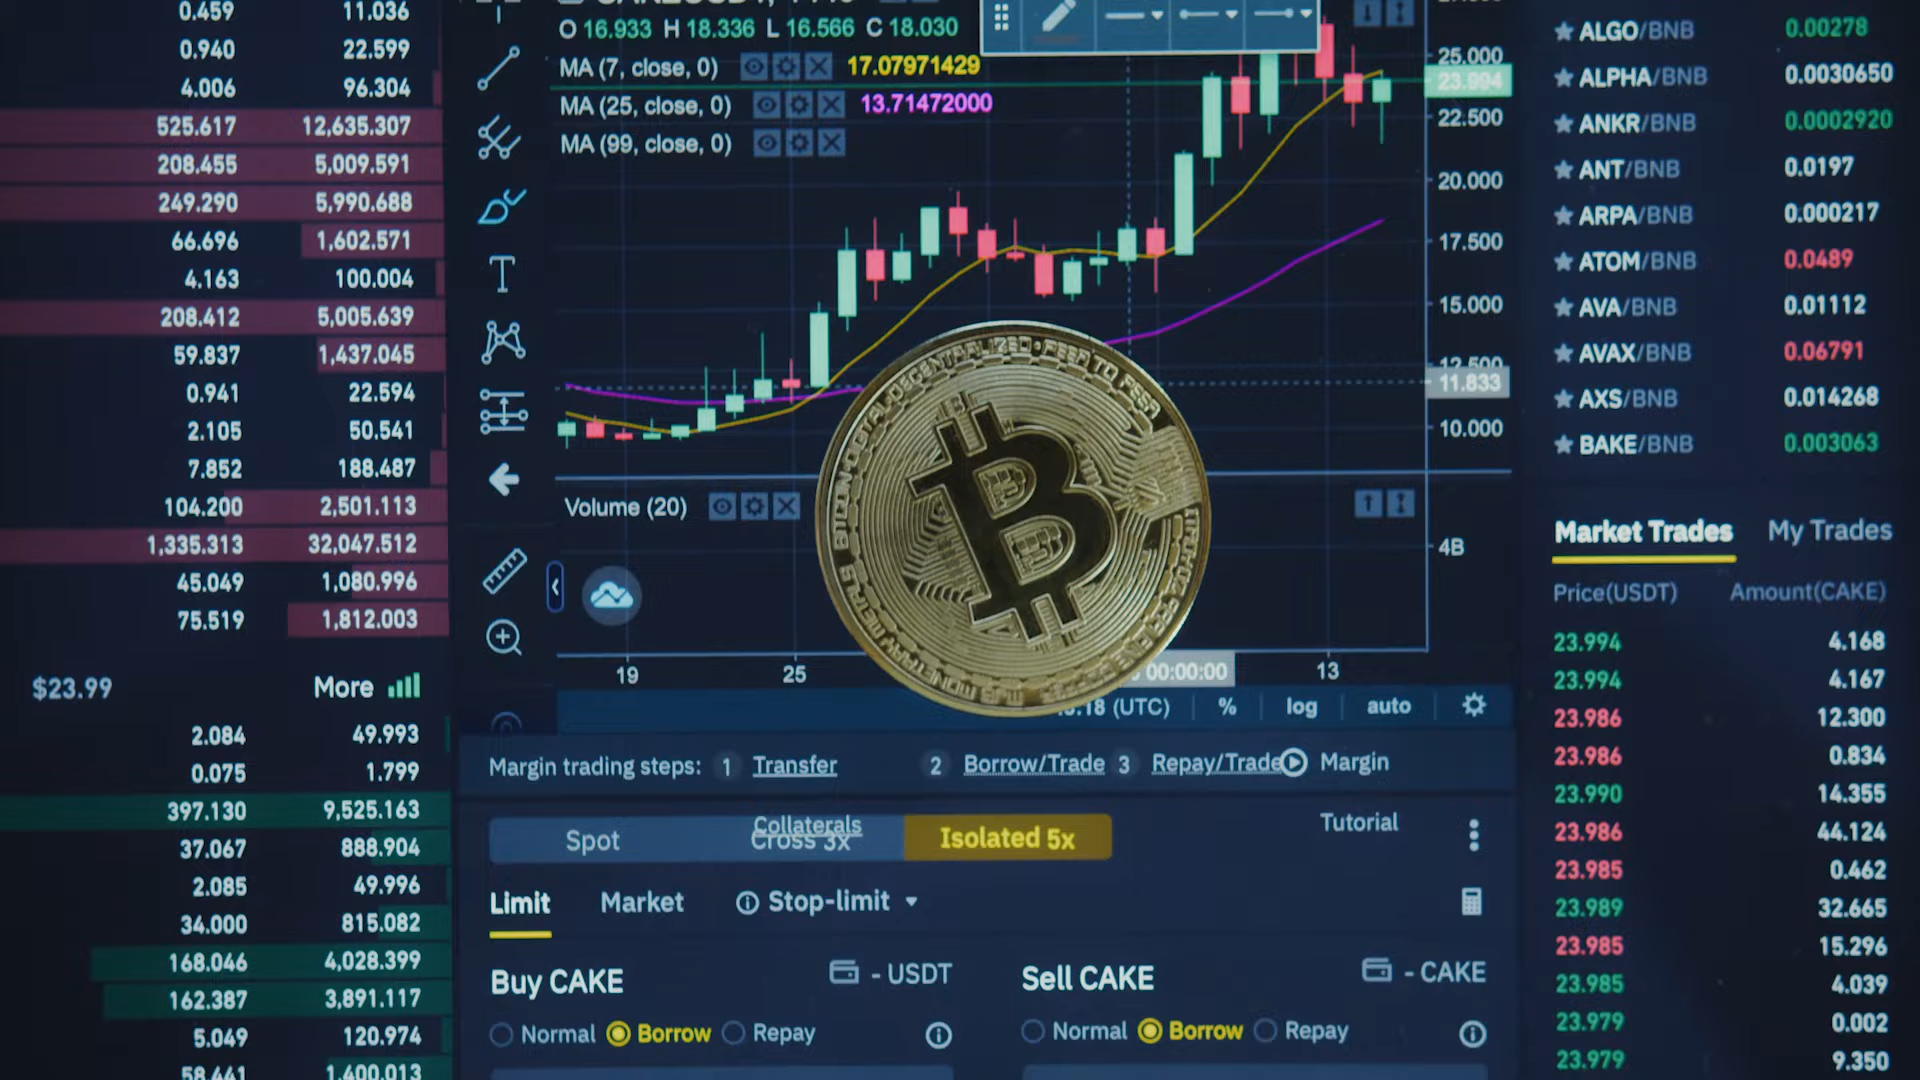 0.459 11.036
0.940 22.599
4.006 96.304
525.617 12,635.307
208.455 5,009.591
249.290 5,990.688
66.696 1,602.571
4.163 100.004
208.412 5,005.639
59.837 1,437.045
0.941 22.594
2.105 50.541
7.852 188.487
104.200 2,501.113
1,335.313 32,047.512
45.049 1,080.996
75.519 1,812.003
$23.99 More
2.084 49.993
0.075 1.799
397.130 9,525.163
37.067 888.904
2.085 49.996
34.000 815.082
168.046 4,028.399
162.387 3,891.117
5.049 120.974
58.441 1,400.013
O 16.933 H 18.336 L 16.566 C 18.030
MA (7, close, 0) 17.07971429
MA (25, close, 0) 13.71472000
MA (99, close, 0)
25.000
23.994
22.500
20.000
17.500
15.000
12.500
11.833
10.000
Volume (20)
4B
BITCOIN·DIGITAL·DECENTRALIZED·PEER TO PEER
19 25 00:00:00 13
(UTC) % log auto
Margin trading steps: 1 Transfer 2 Borrow/Trade 3 Repay/Trade Margin
Collaterals Tutorial
Spot Cross 3x Isolated 5x
Limit Market Stop-limit
Buy CAKE - USDT Sell CAKE - CAKE
Normal Borrow Repay Normal Borrow Repay
ALGO/BNB 0.00278
ALPHA/BNB 0.0030650
ANKR/BNB 0.0002920
ANT/BNB 0.0197
ARPA/BNB 0.000217
ATOM/BNB 0.0489
AVA/BNB 0.01112
AVAX/BNB 0.06791
AXS/BNB 0.014268
BAKE/BNB 0.003063
Market Trades My Trades
Price(USDT) Amount(CAKE)
23.994 4.168
23.994 4.167
23.986 12.300
23.986 0.834
23.990 14.355
23.986 44.124
23.985 0.462
23.989 32.665
23.985 15.296
23.985 4.039
23.979 0.002
23.979 9.350